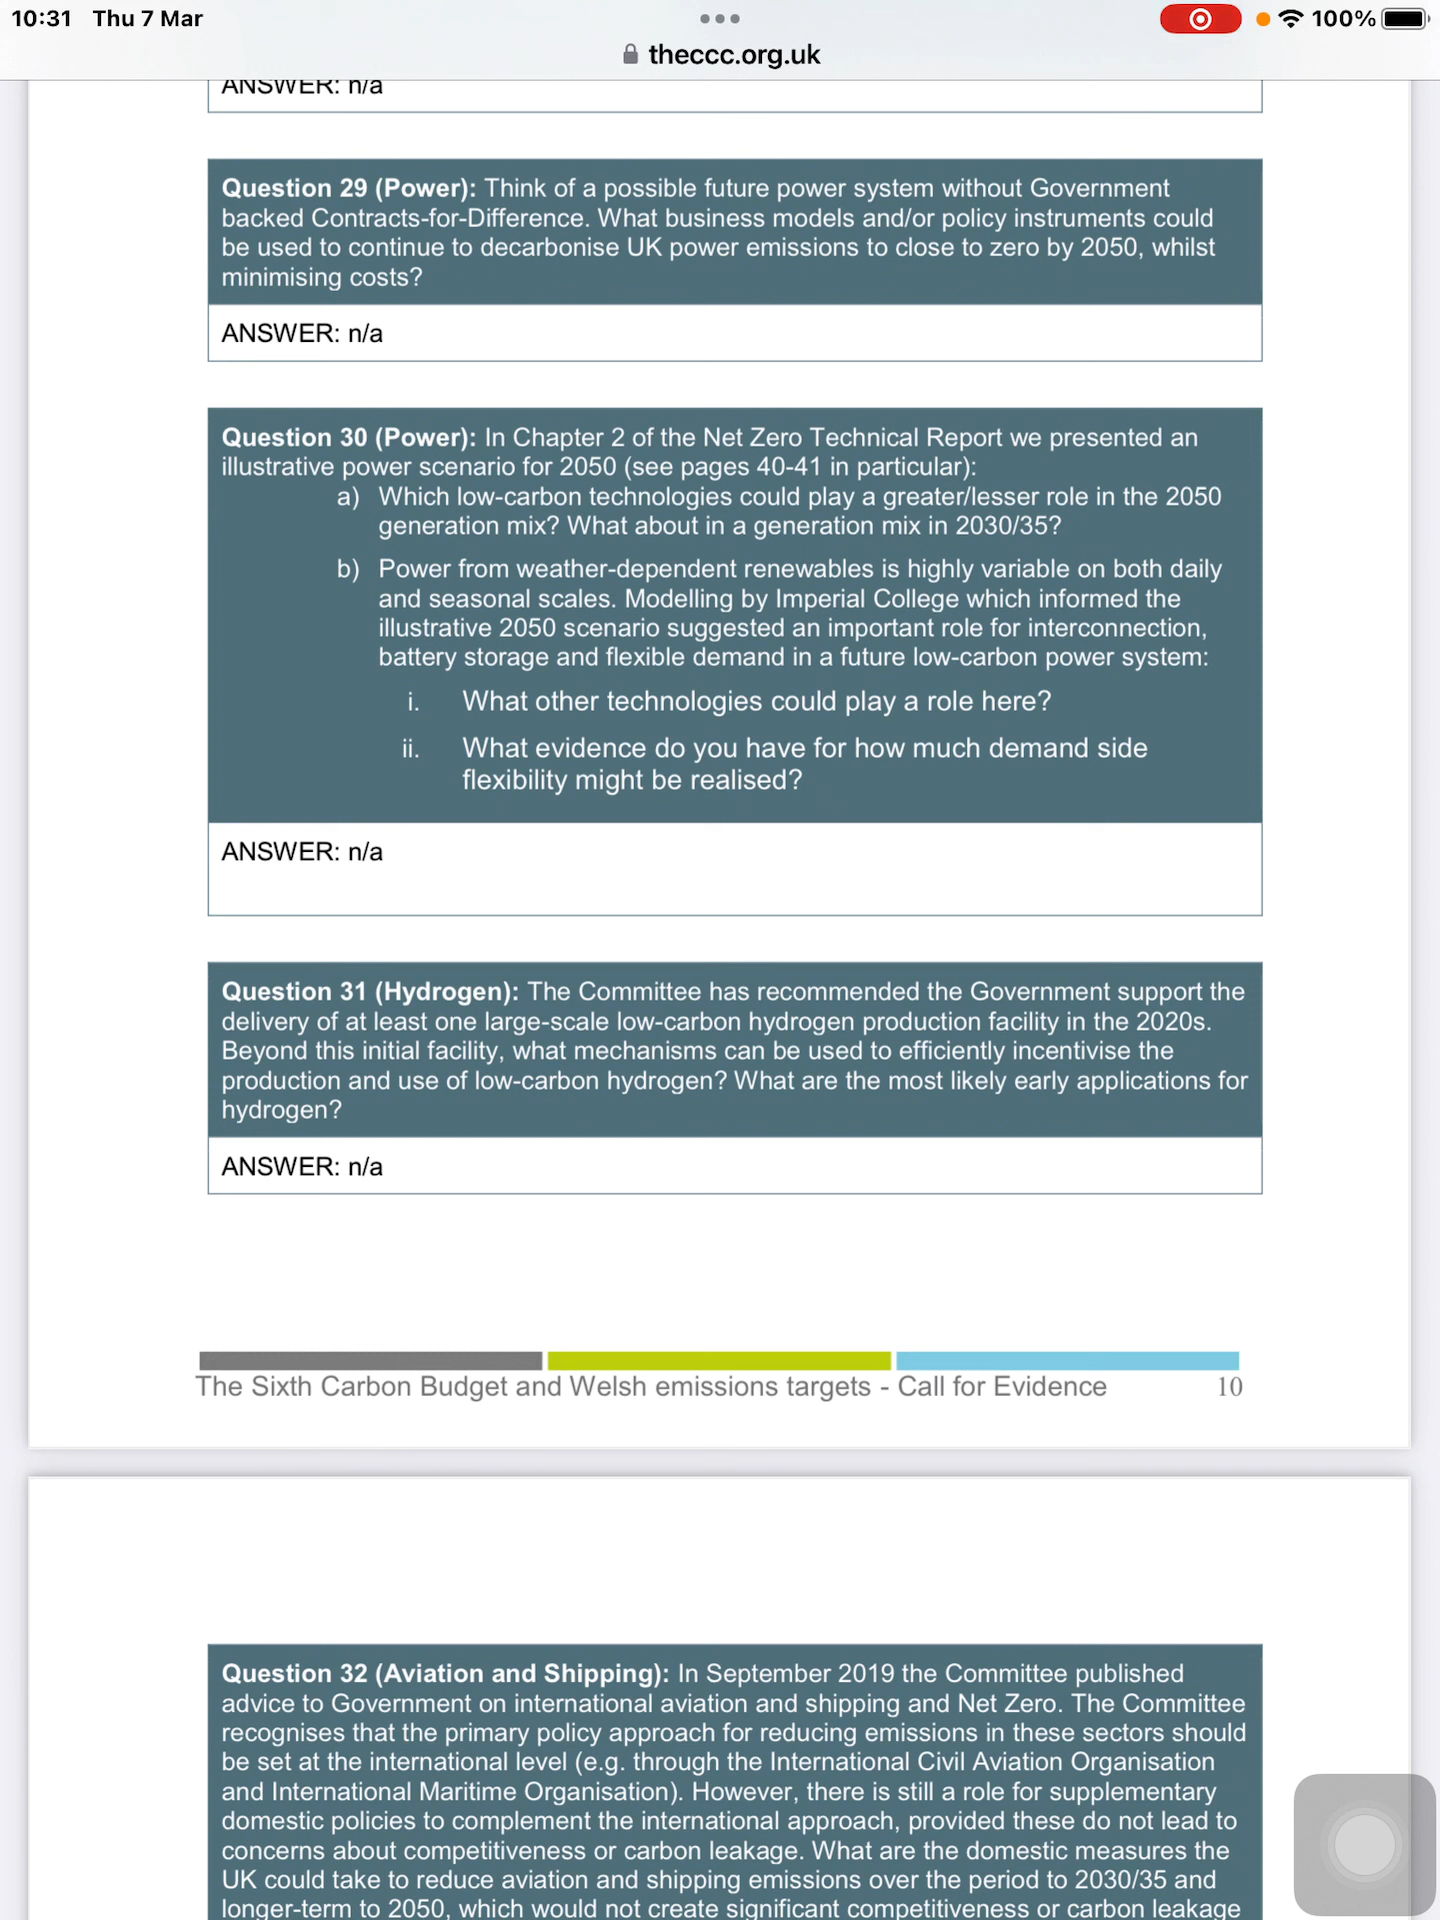 10:31 Thu 7 Mar
100%
theccc.org.uk
ANSWER: n/a
Question 29 (Power): Think of a possible future power system without Government
backed Contracts-for-Difference. What business models and/or policy instruments could
be used to continue to decarbonise UK power emissions to close to zero by 2050, whilst
minimising costs?
ANSWER: n/a
Question 30 (Power): In Chapter 2 of the Net Zero Technical Report we presented an
illustrative power scenario for 2050 (see pages 40-41 in particular):
a) Which low-carbon technologies could play a greater/lesser role in the 2050
generation mix? What about in a generation mix in 2030/35?
b) Power from weather-dependent renewables is highly variable on both daily
and seasonal scales. Modelling by Imperial College which informed the
illustrative 2050 scenario suggested an important role for interconnection,
battery storage and flexible demand in a future low-carbon power system:
i. What other technologies could play a role here?
ii. What evidence do you have for how much demand side
flexibility might be realised?
ANSWER: n/a
Question 31 (Hydrogen): The Committee has recommended the Government support the
delivery of at least one large-scale low-carbon hydrogen production facility in the 2020s.
Beyond this initial facility, what mechanisms can be used to efficiently incentivise the
production and use of low-carbon hydrogen? What are the most likely early applications for
hydrogen?
ANSWER: n/a
The Sixth Carbon Budget and Welsh emissions targets - Call for Evidence 10
Question 32 (Aviation and Shipping): In September 2019 the Committee published
advice to Government on international aviation and shipping and Net Zero. The Committee
recognises that the primary policy approach for reducing emissions in these sectors should
be set at the international level (e.g. through the International Civil Aviation Organisation
and International Maritime Organisation). However, there is still a role for supplementary
domestic policies to complement the international approach, provided these do not lead to
concerns about competitiveness or carbon leakage. What are the domestic measures the
UK could take to reduce aviation and shipping emissions over the period to 2030/35 and
longer-term to 2050, which would not create significant competitiveness or carbon leakage